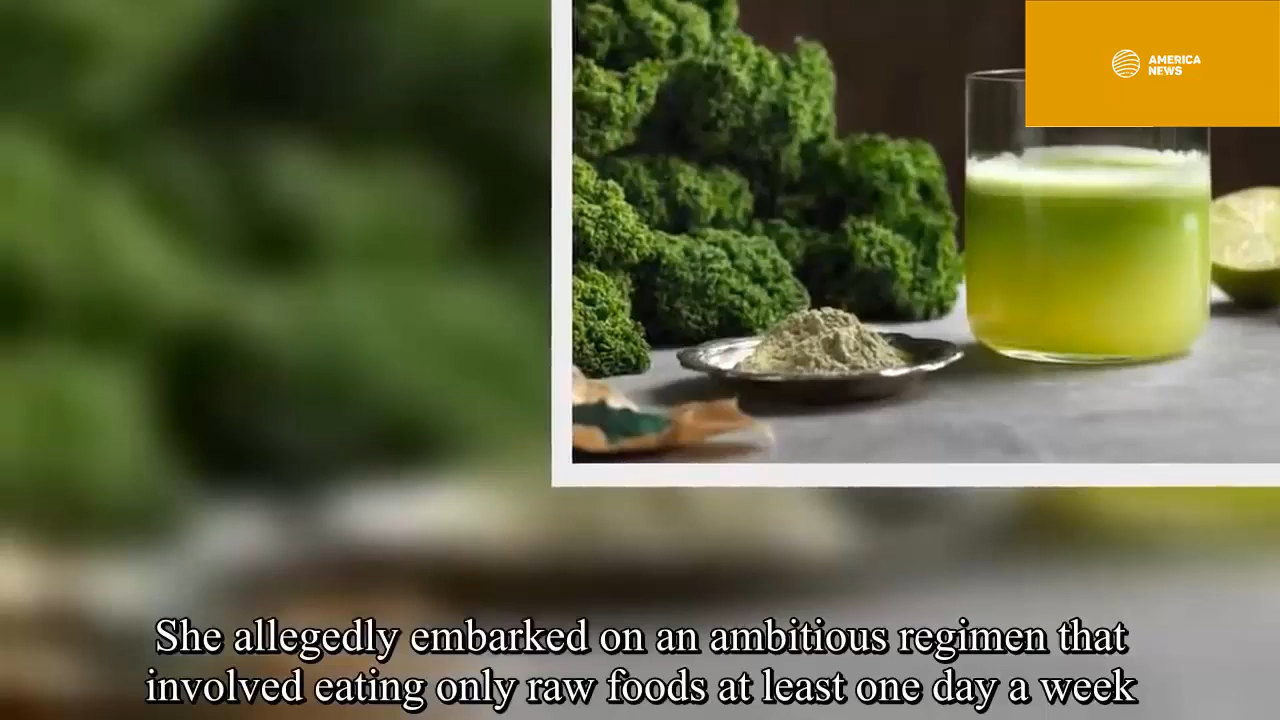 AMERICA
NEWS
She allegedly embarked on an ambitious regimen that
involved eating only raw foods at least one day a week